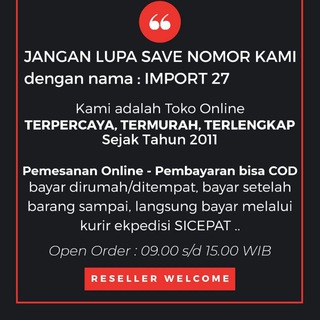 JANGAN LUPA SAVE NOMOR KAMI
dengan nama : IMPORT 27
Kami adalah Toko Online
TERPERCAYA, TERMURAH, TERLENGKAP
Sejak Tahun 2011
Pemesanan Online - Pembayaran bisa COD
bayar dirumah/ditempat, bayar setelah
barang sampai, langsung bayar melalui
kurir ekpedisi SICEPAT ..
Open Order : 09.00 s/d 15.00 WIB
RESELLER WELCOME